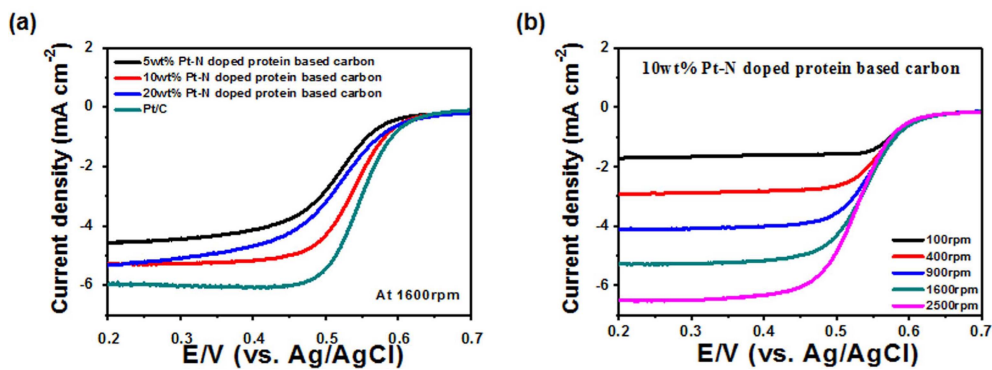 (a)
Current density (mA cm-2)
2
0
-2
-4
-6
5wt% Pt-N doped protein based carbon
10wt% Pt-N doped protein based carbon
20wt% Pt-N doped protein based carbon
Pt/C
At 1600rpm
0.2 0.3 0.4 0.5 0.6 0.7
E/V (vs. Ag/AgCl)
(b)
Current density (mA cm-2)
2
0
-2
-4
-6
10wt% Pt-N doped protein based carbon
100rpm
400rpm
900rpm
1600rpm
2500rpm
0.2 0.3 0.4 0.5 0.6 0.7
E/V (vs. Ag/AgCl)